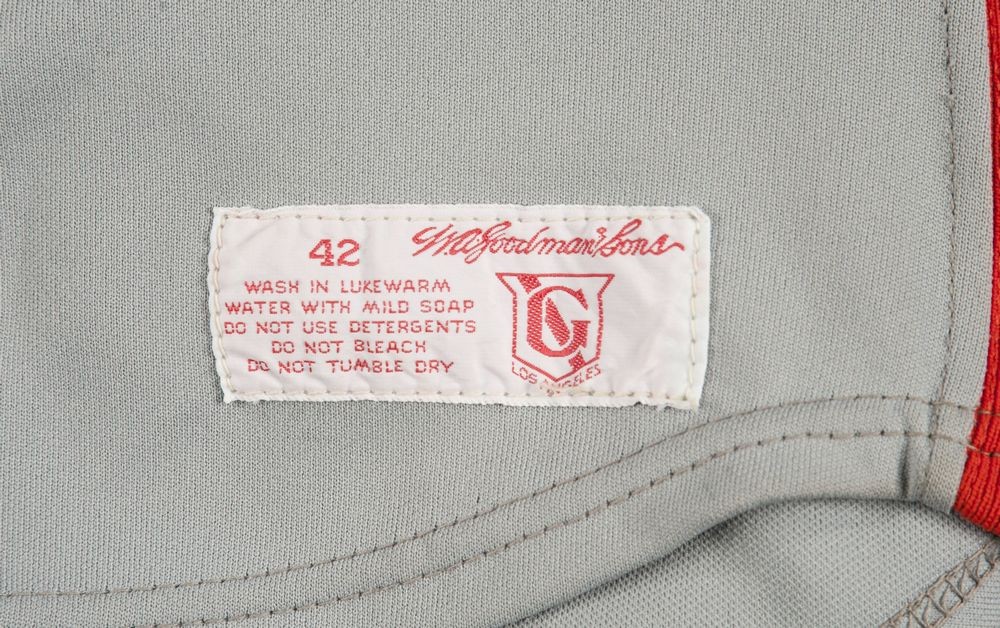 42
WASH IN LUKEWARM
WATER WITH MILD SOAP
DO NOT USE DETERGENTS
DO NOT BLEACH
DO NOT TUMBLE DRY
W.A. Goodman & Sons
G
LOS ANGELES